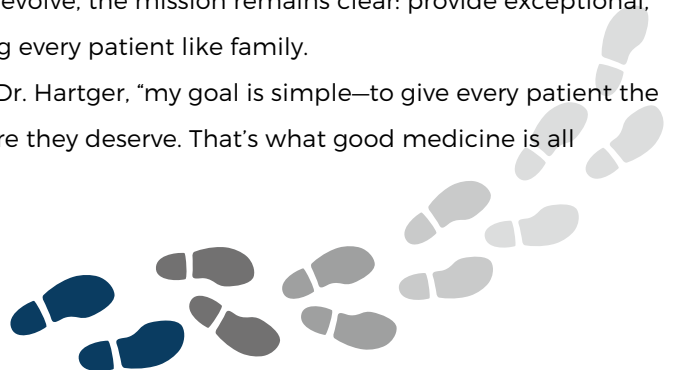 evolve, the mission remains clear: provide exceptional,
g every patient like family.
Dr. Hartger, “my goal is simple—to give every patient the
re they deserve. That’s what good medicine is all